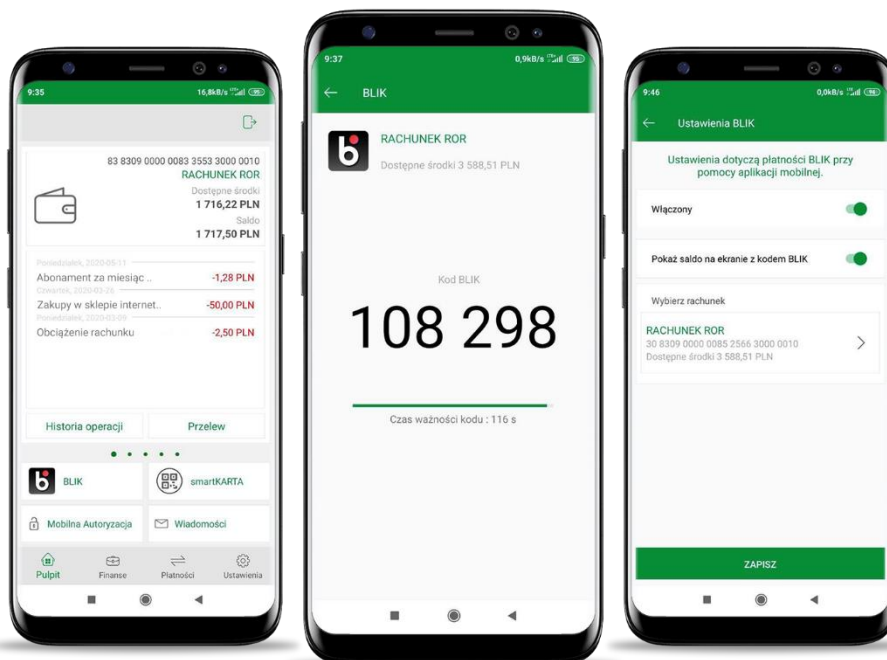 9:35
16,8kB/s LTE 98
83 8309 0000 0083 3553 3000 0010
RACHUNEK ROR
Dostępne środki
1 716,22 PLN
Saldo
1 717,50 PLN
Poniedziałek, 2020-05-11
Abonament za miesiąc .. -1,28 PLN
Czwartek, 2020-03-26
Zakupy w sklepie internet.. -50,00 PLN
Poniedziałek, 2020-03-09
Obciążenie rachunku -2,50 PLN
Historia operacji
Przelew
b BLIK
smartKARTA
Mobilna Autoryzacja
Wiadomości
Pulpit
Finanse
Płatności
Ustawienia
9:37
0,9kB/s LTE 98
BLIK
b
RACHUNEK ROR
Dostępne środki 3 588,51 PLN
Kod BLIK
108 298
Czas ważności kodu : 116 s
9:46
0,0kB/s LTE 98
Ustawienia BLIK
Ustawienia dotyczą płatności BLIK przy
pomocy aplikacji mobilnej.
Włączony
Pokaż saldo na ekranie z kodem BLIK
Wybierz rachunek
RACHUNEK ROR
30 8309 0000 0085 2566 3000 0010
Dostępne środki 3 588,51 PLN
ZAPISZ